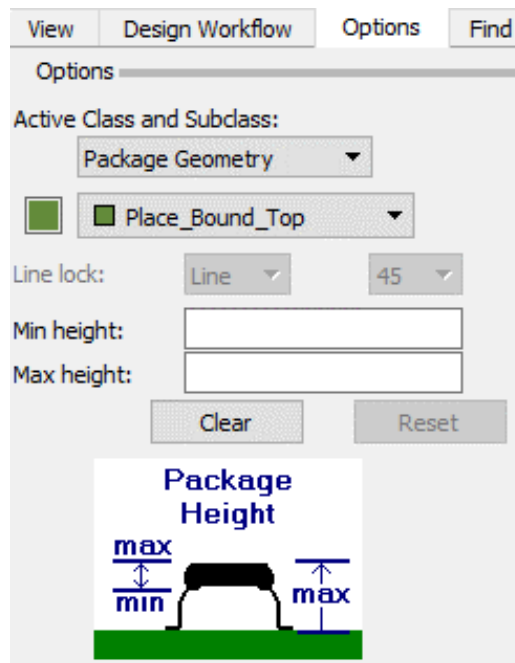 View Design Workflow Options Find
Options
Active Class and Subclass:
Package Geometry
Place_Bound_Top
Line lock: Line 45
Min height:
Max height:
Clear Reset
Package
Height
max
min
max